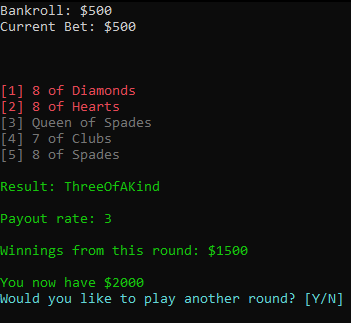 Bankroll: $500
Current Bet: $500
[1] 8 of Diamonds
[2] 8 of Hearts
[3] Queen of Spades
[4] 7 of Clubs
[5] 8 of Spades
Result: ThreeOfAKind
Payout rate: 3
Winnings from this round: $1500
You now have $2000
Would you like to play another round? [Y/N]